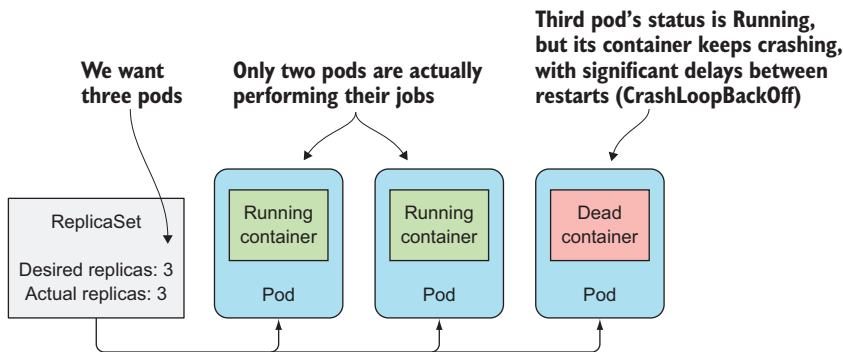 We want
three pods
Only two pods are actually
performing their jobs
Third pod's status is Running,
but its container keeps crashing,
with significant delays between
restarts (CrashLoopBackOff)
ReplicaSet
Desired replicas: 3
Actual replicas: 3
Running
container
Pod
Running
container
Pod
Dead
container
Pod